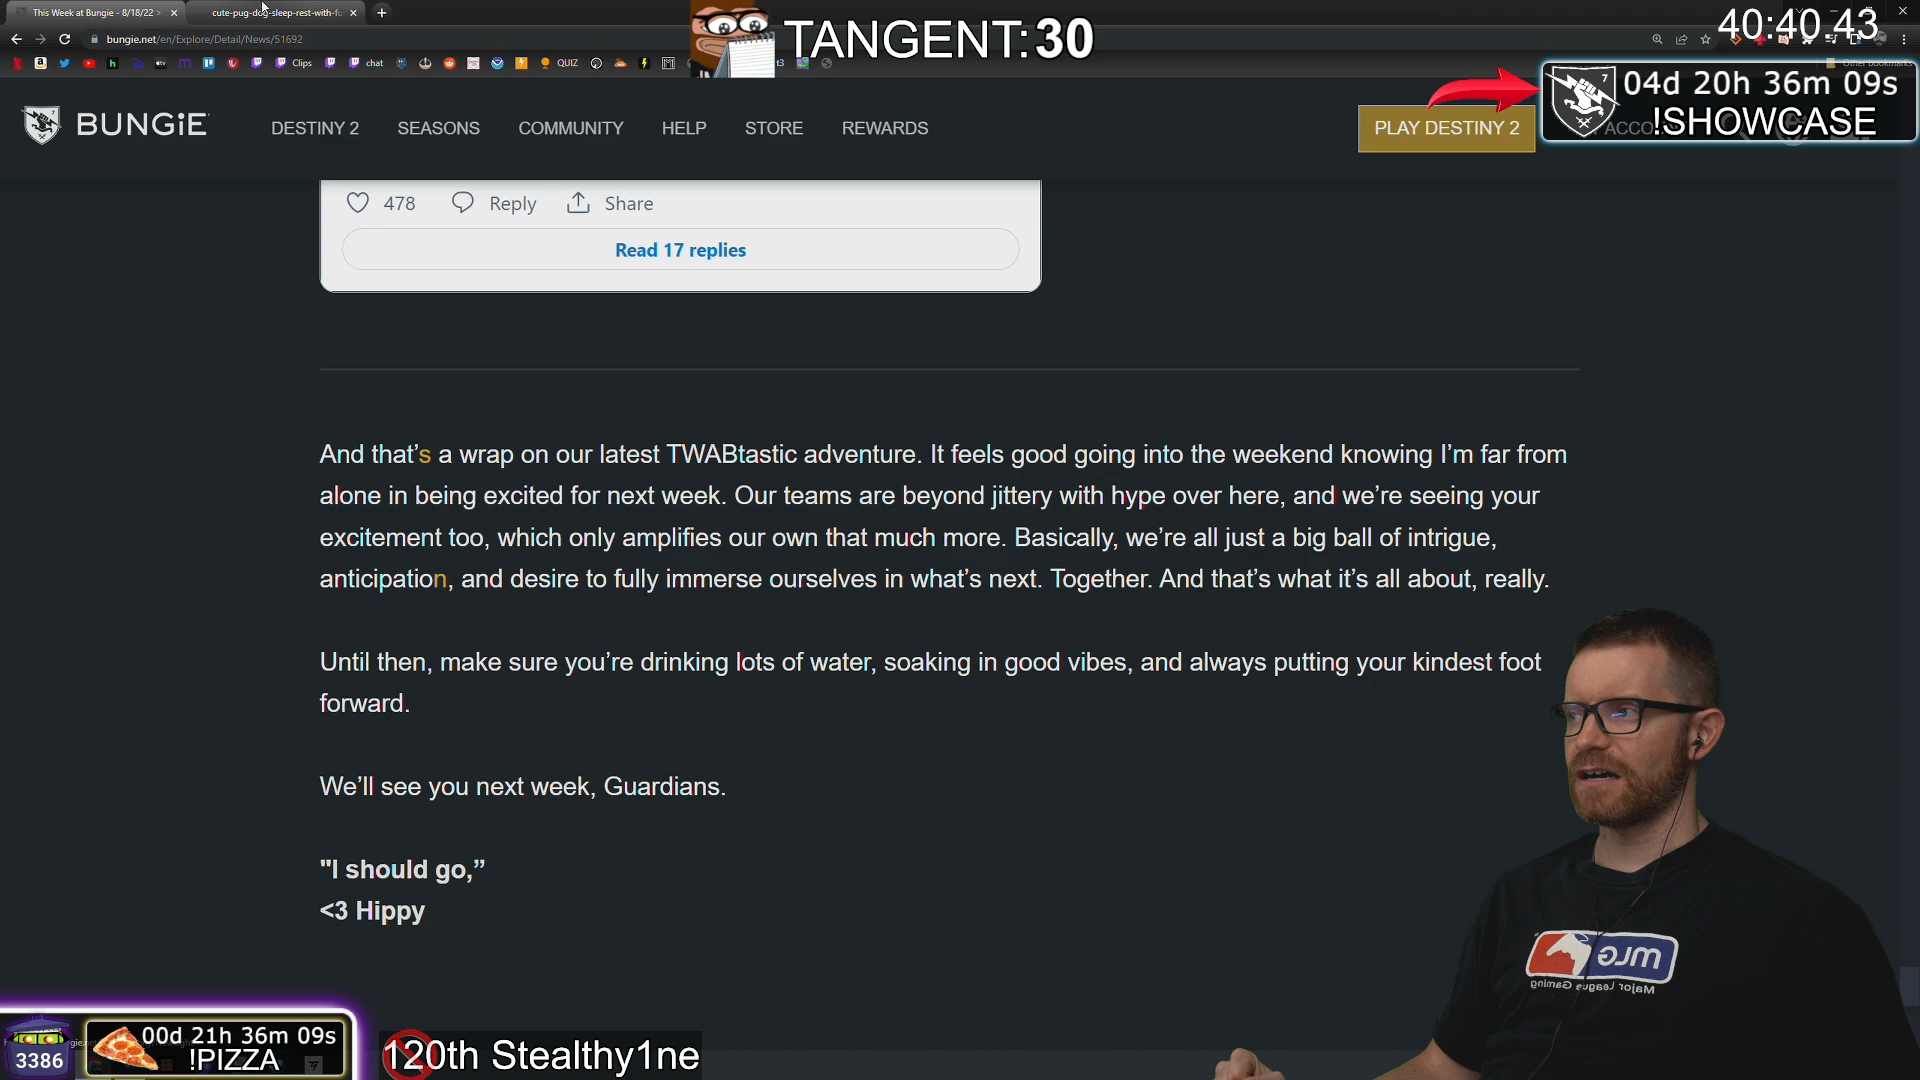 This Week at Bungie - 8/18/22
cute-pug-dog-sleep-rest-with-fu
bungie.net/en/Explore/Detail/News/51692
Clips
chat
QUIZ
Other bookmarks
TANGENT: 30
40:40 43
04d 20h 36m 09s
!SHOWCASE
BUNGiE
DESTINY 2
SEASONS
COMMUNITY
HELP
STORE
REWARDS
PLAY DESTINY 2
478
Reply
Share
Read 17 replies
And that’s a wrap on our latest TWABtastic adventure. It feels good going into the weekend knowing I’m far from
alone in being excited for next week. Our teams are beyond jittery with hype over here, and we’re seeing your
excitement too, which only amplifies our own that much more. Basically, we’re all just a big ball of intrigue,
anticipation, and desire to fully immerse ourselves in what’s next. Together. And that’s what it’s all about, really.
Until then, make sure you’re drinking lots of water, soaking in good vibes, and always putting your kindest foot
forward.
We’ll see you next week, Guardians.
"I should go,”
<3 Hippy
MLG
Major League Gaming
3386
00d 21h 36m 09s
!PIZZA
120th Stealthy1ne